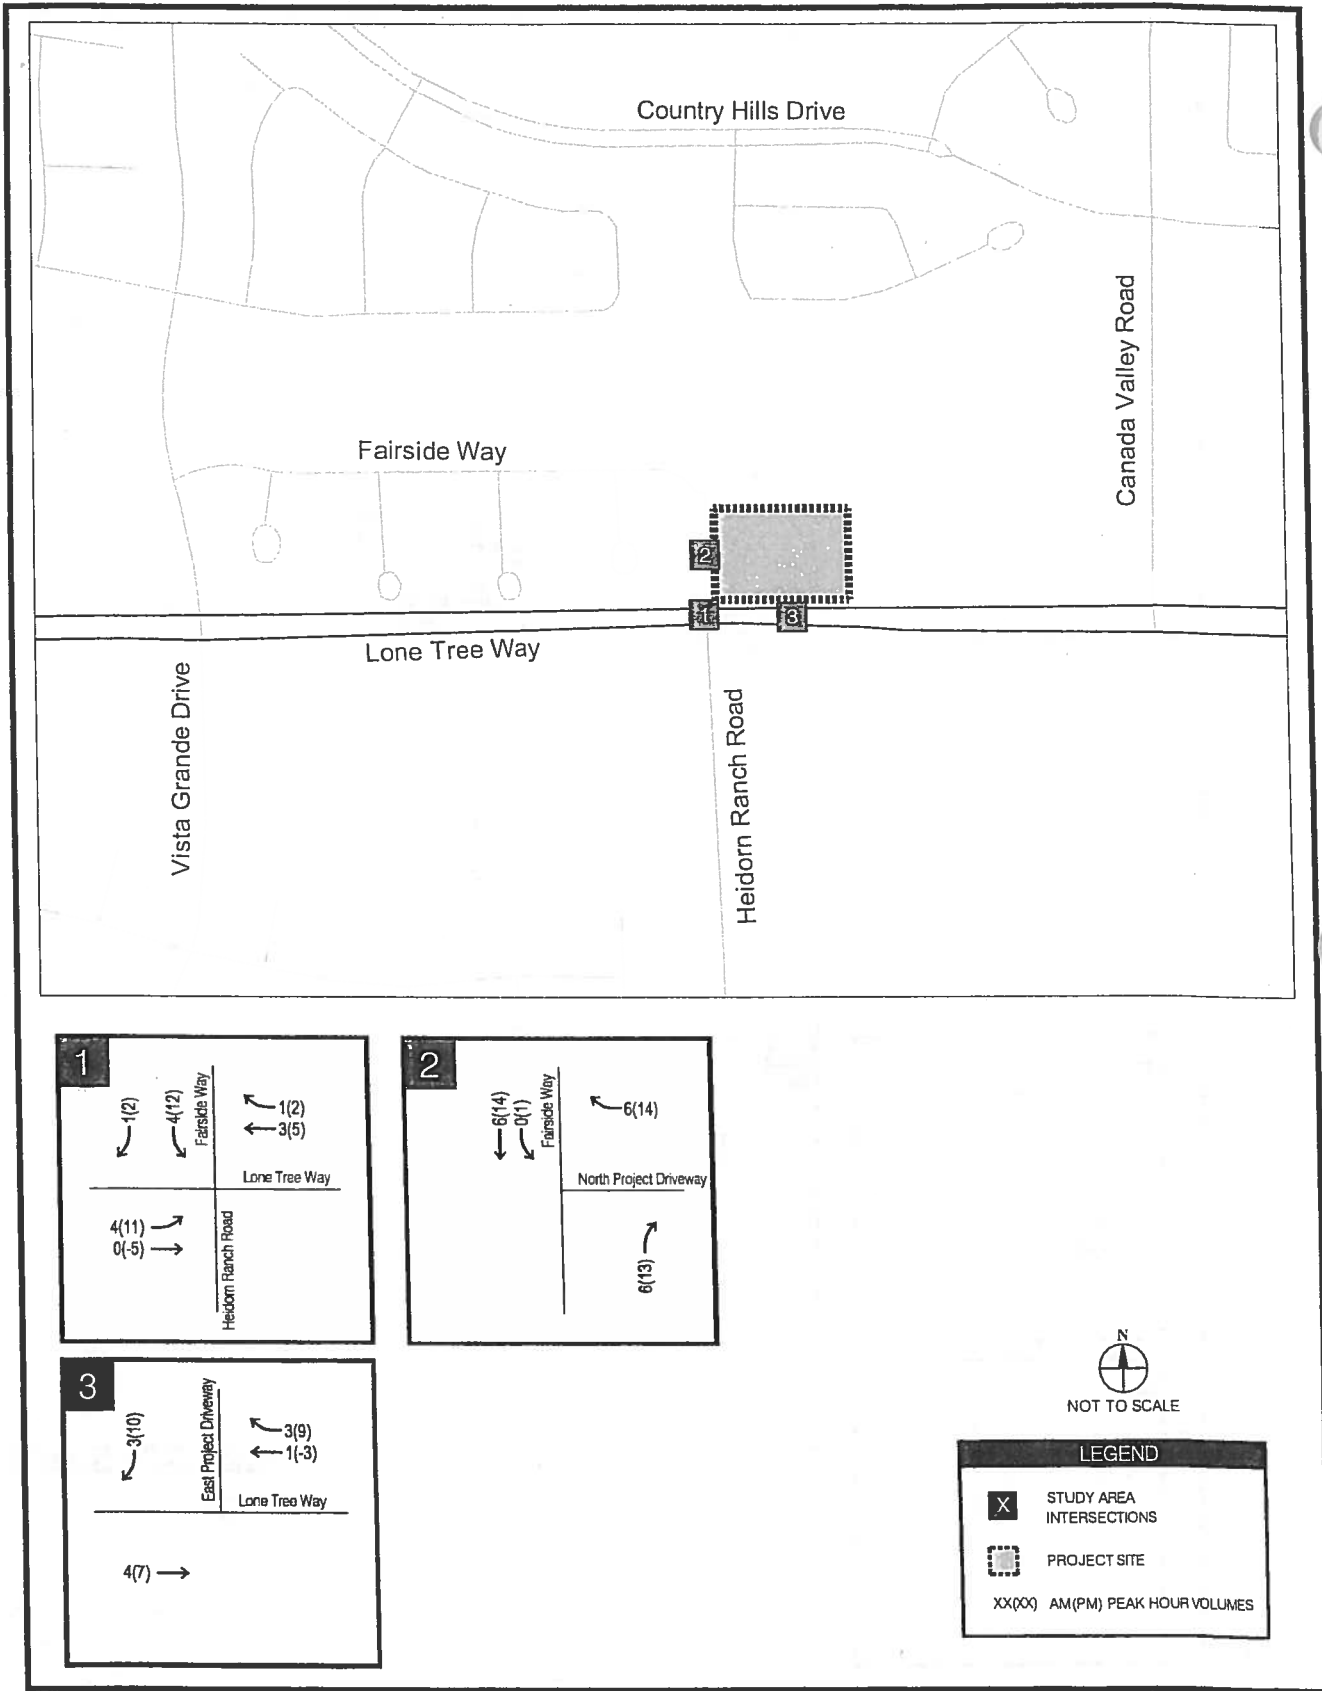 Country Hills Drive
Canada Valley Road
Fairside Way
2
1
3
Lone Tree Way
Vista Grande Drive
Heidorn Ranch Road
1
1(2)
4(12)
Fairside Way
1(2)
3(5)
Lone Tree Way
4(11)
0(-5)
Heidorn Ranch Road
2
6(14)
0(1)
Fairside Way
6(14)
North Project Driveway
6(13)
3
3(10)
East Project Driveway
3(9)
1(-3)
Lone Tree Way
4(7)
N
NOT TO SCALE
LEGEND
X
STUDY AREA
INTERSECTIONS
PROJECT SITE
XX(XX) AM(PM) PEAK HOUR VOLUMES